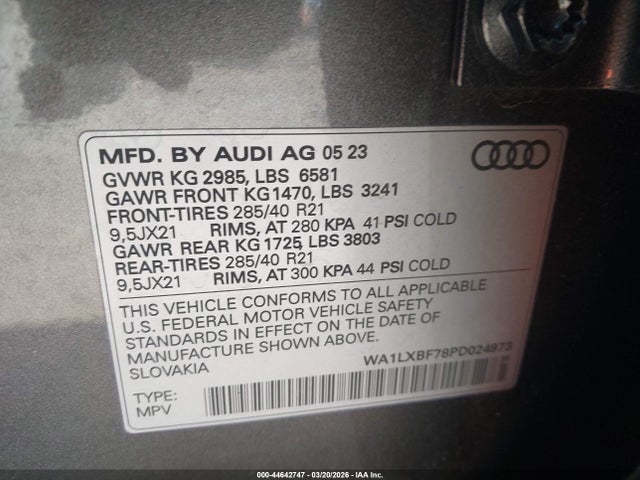 MFD. BY AUDI AG 05 23
GVWR KG 2985, LBS 6581
GAWR FRONT KG1470, LBS 3241
FRONT-TIRES 285/40 R21
9,5JX21 RIMS, AT 280 KPA 41 PSI COLD
GAWR REAR KG 1725, LBS 3803
REAR-TIRES 285/40 R21
9,5JX21 RIMS, AT 300 KPA 44 PSI COLD
THIS VEHICLE CONFORMS TO ALL APPLICABLE
U.S. FEDERAL MOTOR VEHICLE SAFETY
STANDARDS IN EFFECT ON THE DATE OF
MANUFACTURE SHOWN ABOVE.
SLOVAKIA
WA1LXBF78PD024973
TYPE:
MPV
000-44642747 - 03/20/2026 - IAA Inc.